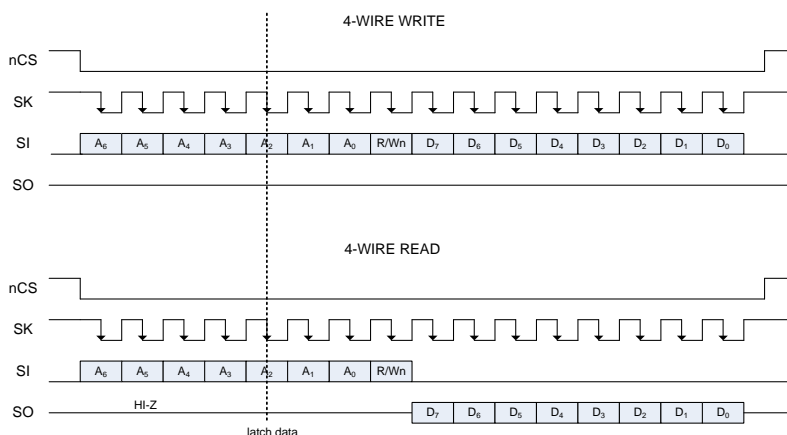 4-WIRE WRITE
nCS
SK
SI A6 A5 A4 A3 A2 A1 A0 R/Wn D7 D6 D5 D4 D3 D2 D1 D0
SO
4-WIRE READ
nCS
SK
SI A6 A5 A4 A3 A2 A1 A0 R/Wn
SO HI-Z D7 D6 D5 D4 D3 D2 D1 D0
latch data